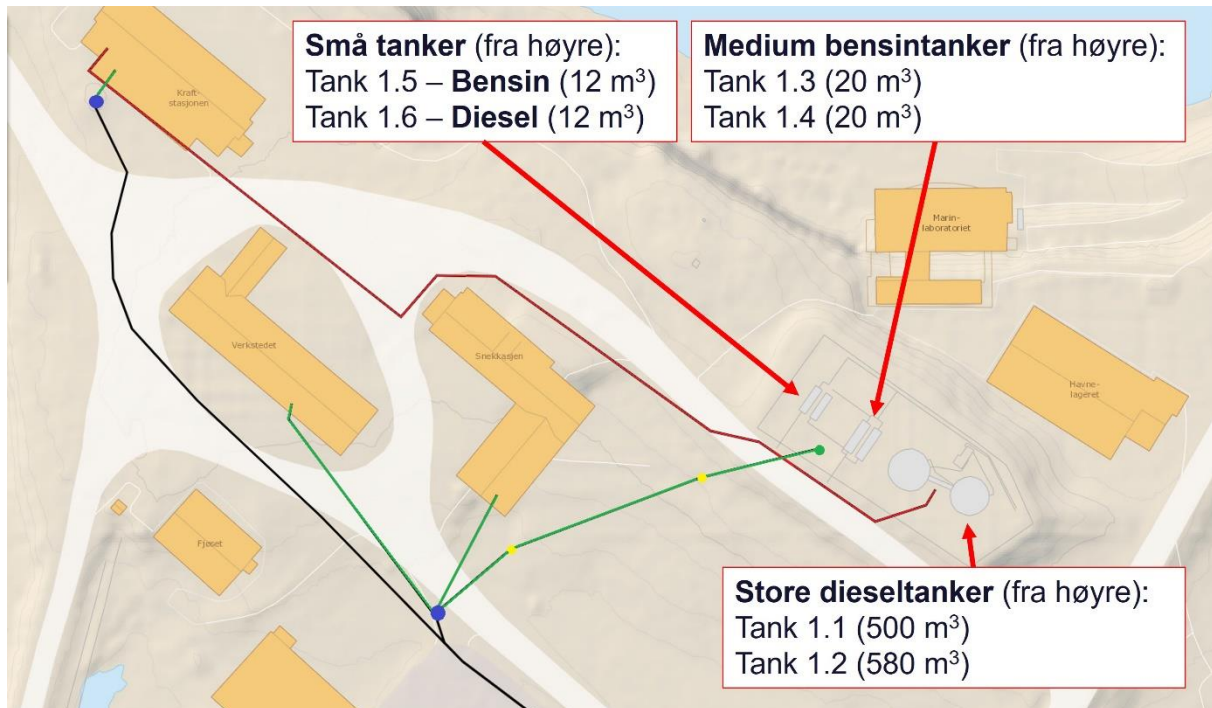 Små tanker (fra høyre):
Tank 1.5 – Bensin (12 m³)
Tank 1.6 – Diesel (12 m³)
Medium bensintanker (fra høyre):
Tank 1.3 (20 m³)
Tank 1.4 (20 m³)
Kraft-
stasjonen
Marin-
laboratoriet
Verkstedet
Snekkasjen
Havne-
lageret
Fjøset
Store dieseltanker (fra høyre):
Tank 1.1 (500 m³)
Tank 1.2 (580 m³)